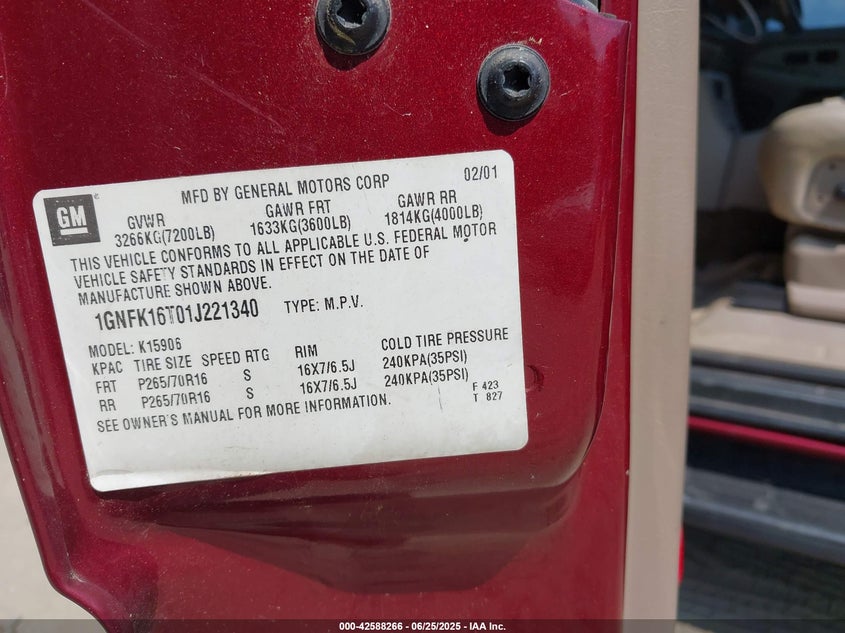 GM
MFD BY GENERAL MOTORS CORP 02/01
GVWR GAWR FRT GAWR RR
3266KG(7200LB) 1633KG(3600LB) 1814KG(4000LB)
THIS VEHICLE CONFORMS TO ALL APPLICABLE U.S. FEDERAL MOTOR
VEHICLE SAFETY STANDARDS IN EFFECT ON THE DATE OF
MANUFACTURE SHOWN ABOVE.
1GNFK16T01J221340 TYPE: M.P.V.
MODEL: K15906
KPAC TIRE SIZE SPEED RTG RIM COLD TIRE PRESSURE
FRT P265/70R16 S 16X7/6.5J 240KPA(35PSI)
RR P265/70R16 S 16X7/6.5J 240KPA(35PSI)
SEE OWNER'S MANUAL FOR MORE INFORMATION.
F 423
T 827
000-42588266 - 06/25/2025 - IAA Inc.